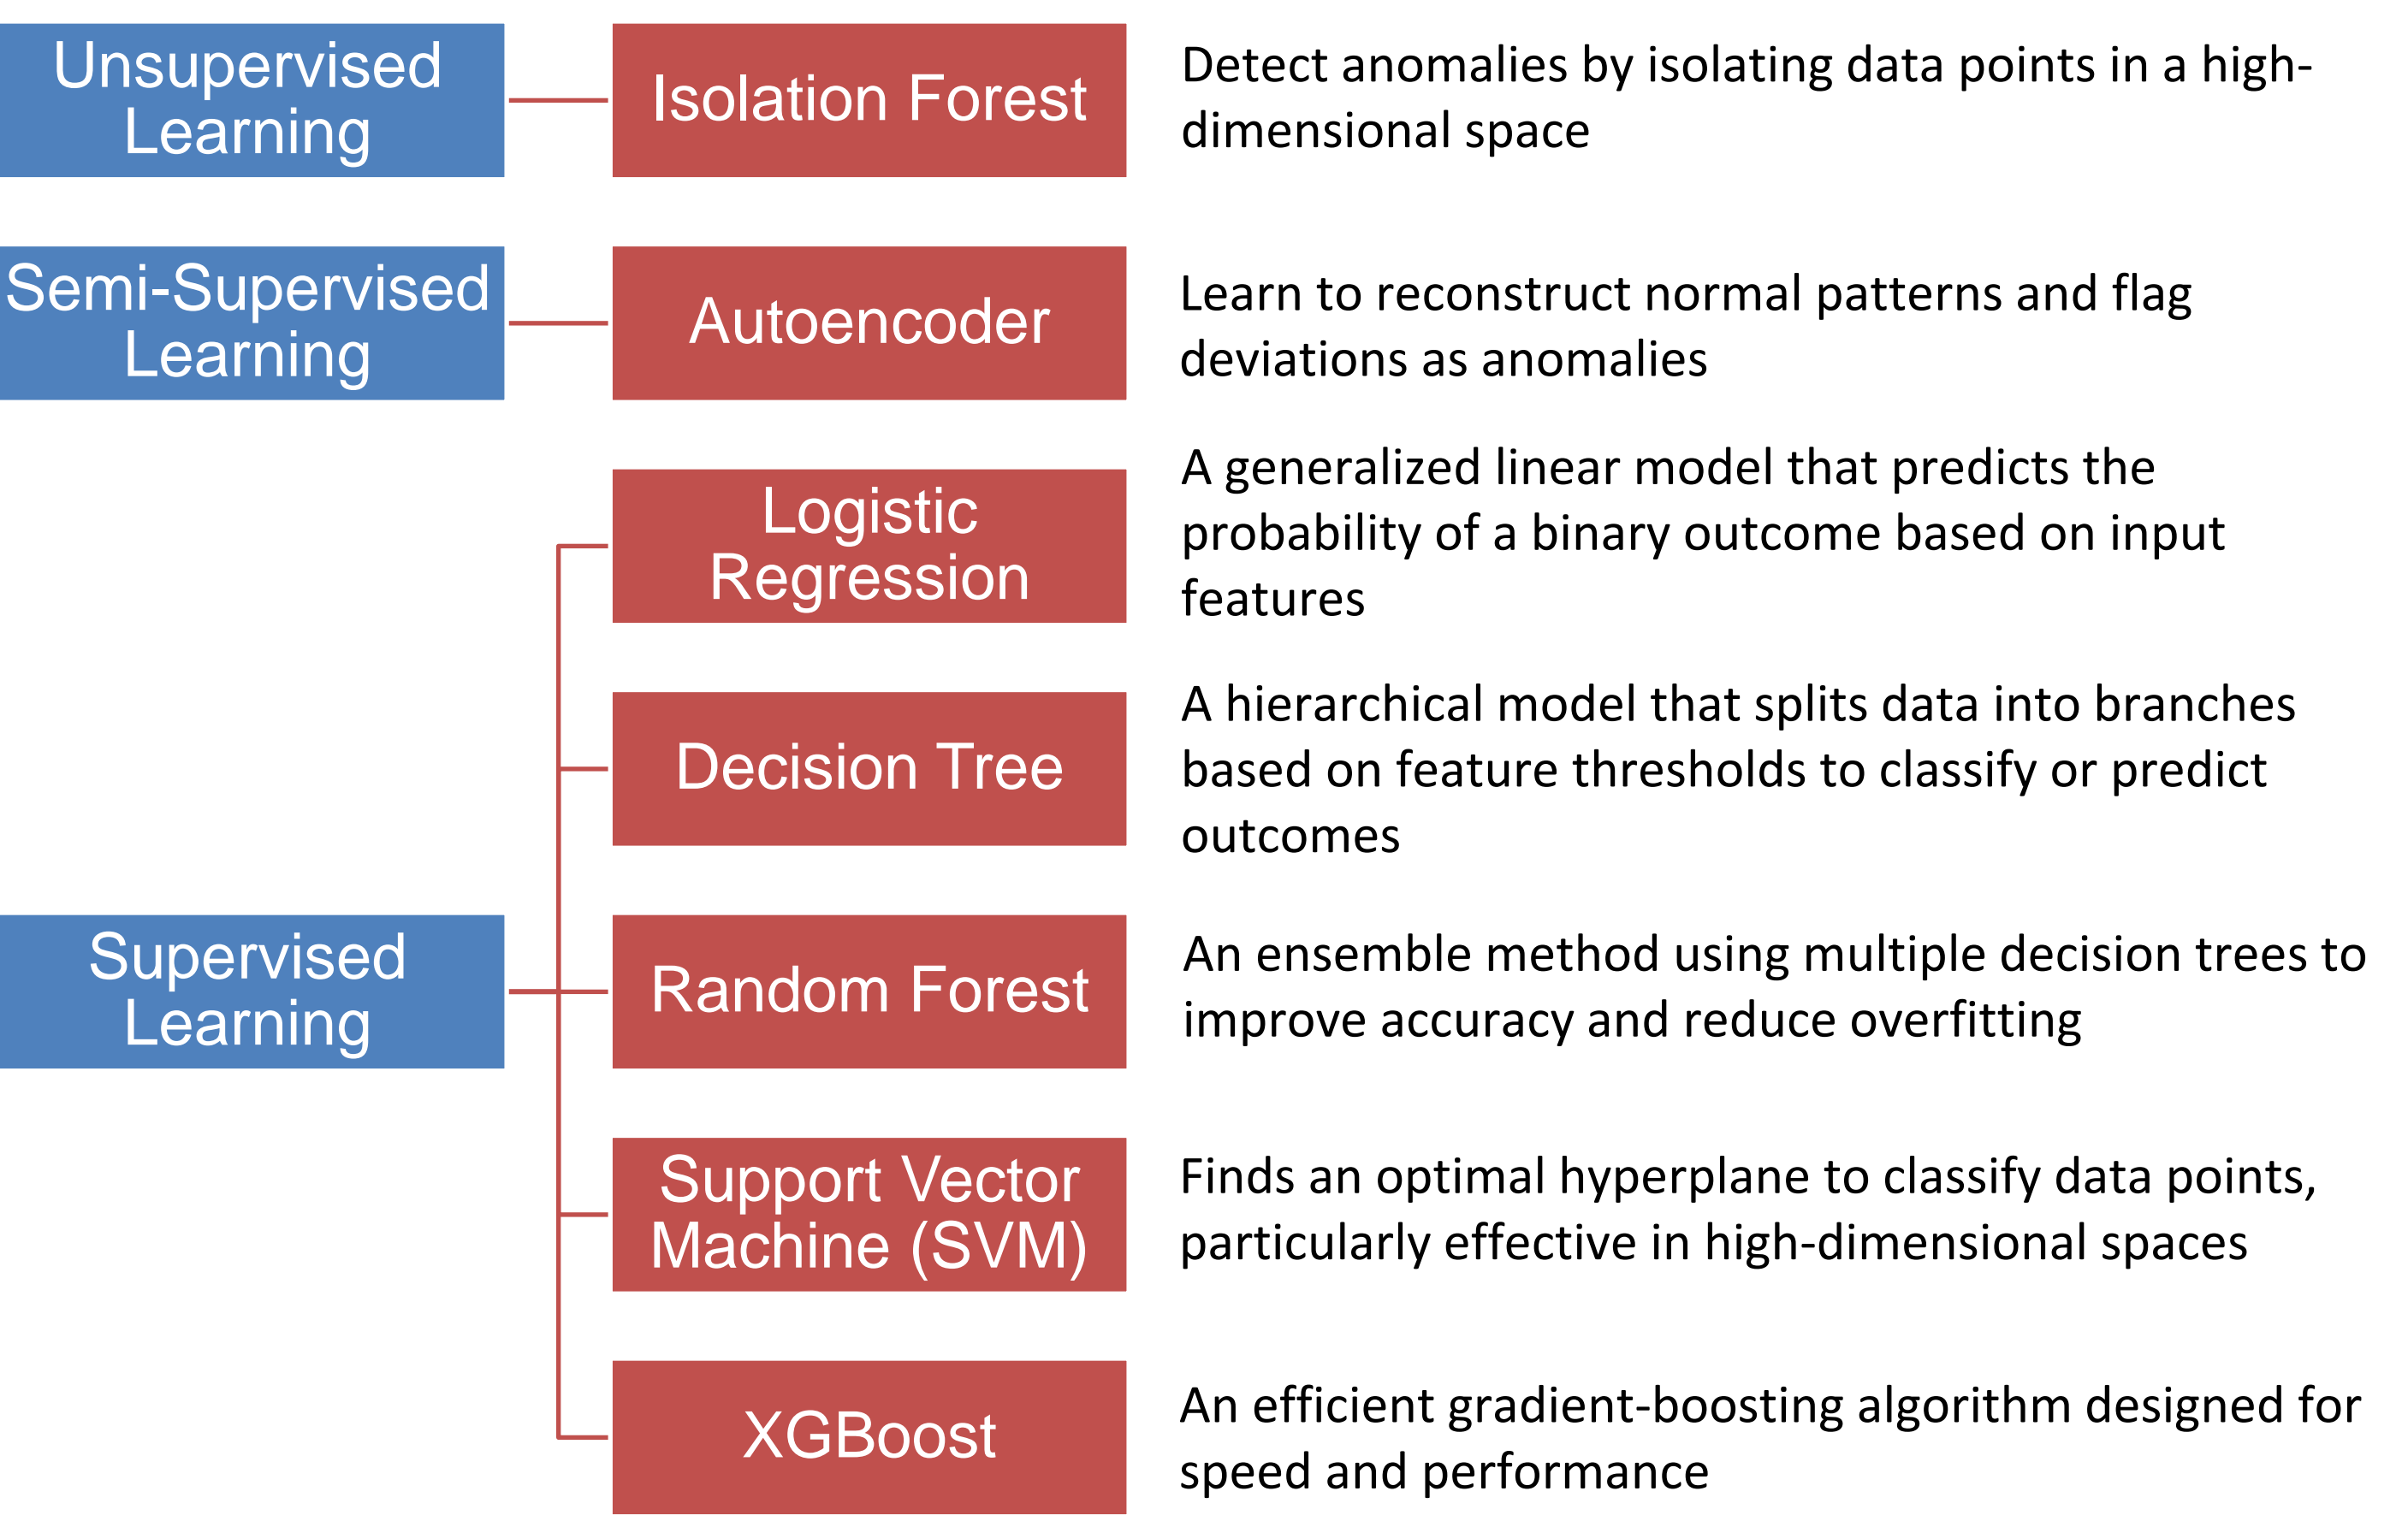 Unsupervised
Learning
Isolation Forest
Detect anomalies by isolating data points in a high-
dimensional space
Semi-Supervised
Learning
Autoencoder
Learn to reconstruct normal patterns and flag
deviations as anomalies
Supervised
Learning
Logistic
Regression
A generalized linear model that predicts the
probability of a binary outcome based on input
features
Decision Tree
A hierarchical model that splits data into branches
based on feature thresholds to classify or predict
outcomes
Random Forest
An ensemble method using multiple decision trees to
improve accuracy and reduce overfitting
Support Vector
Machine (SVM)
Finds an optimal hyperplane to classify data points,
particularly effective in high-dimensional spaces
XGBoost
An efficient gradient-boosting algorithm designed for
speed and performance